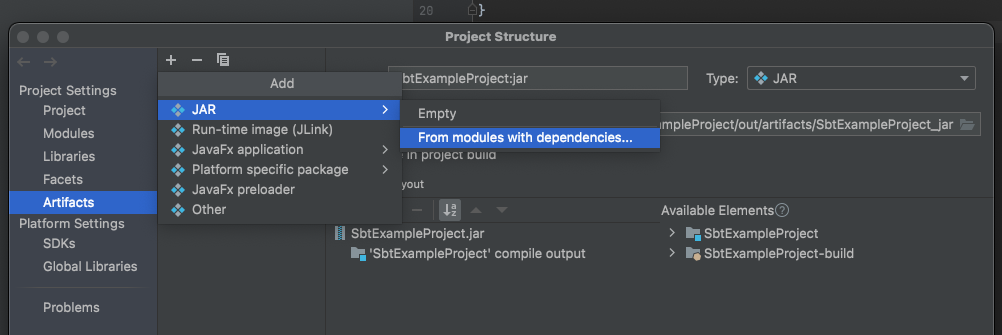 20
}
Project Structure
Project Settings
Project
Modules
Libraries
Facets
Artifacts
Platform Settings
SDKs
Global Libraries
Problems
Add
JAR
Run-time image (JLink)
JavaFx application
Platform specific package
JavaFx preloader
Other
Empty
From modules with dependencies...
btExampleProject:jar
Type:
JAR
mpleProject/out/artifacts/SbtExampleProject_jar
in project build
yout
Available Elements
?
SbtExampleProject.jar
'SbtExampleProject' compile output
SbtExampleProject
SbtExampleProject-build